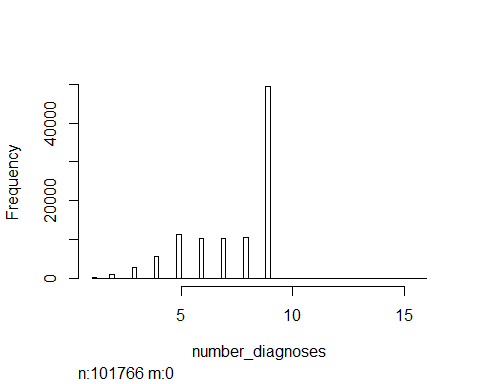 Frequency
40000
20000
0
5 10 15
number_diagnoses
n:101766 m:0